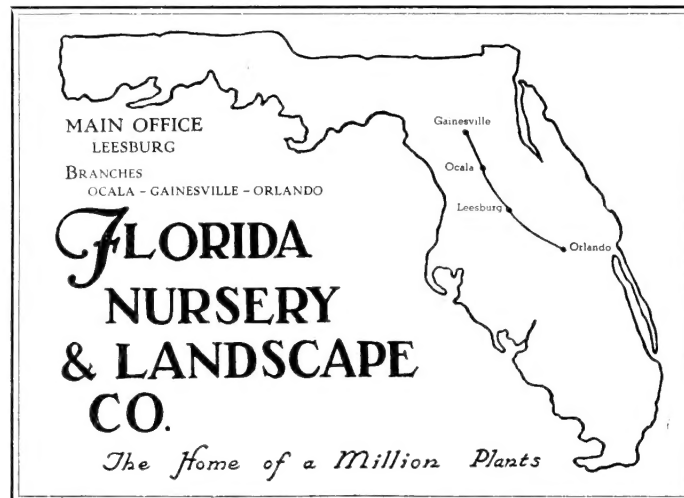 MAIN OFFICE
LEESBURG
BRANCHES
OCALA – GAINESVILLE – ORLANDO
FLORIDA
NURSERY
& LANDSCAPE
CO.
The Home of a Million Plants
Gainesville
Ocala
Leesburg
Orlando